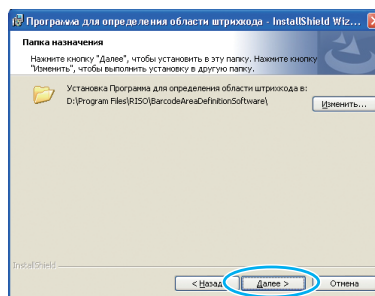 Программа для определения области штрихкода - InstallShield Wiz...
Папка назначения
Нажмите кнопку "Далее", чтобы установить в эту папку. Нажмите кнопку
"Изменить", чтобы выполнить установку в другую папку.
Установка Программа для определения области штрихкода в:
D:\Program Files\RISO\BarcodeAreaDefinitionSoftware\
Изменить...
InstallShield
< Назад
Далее >
Отмена